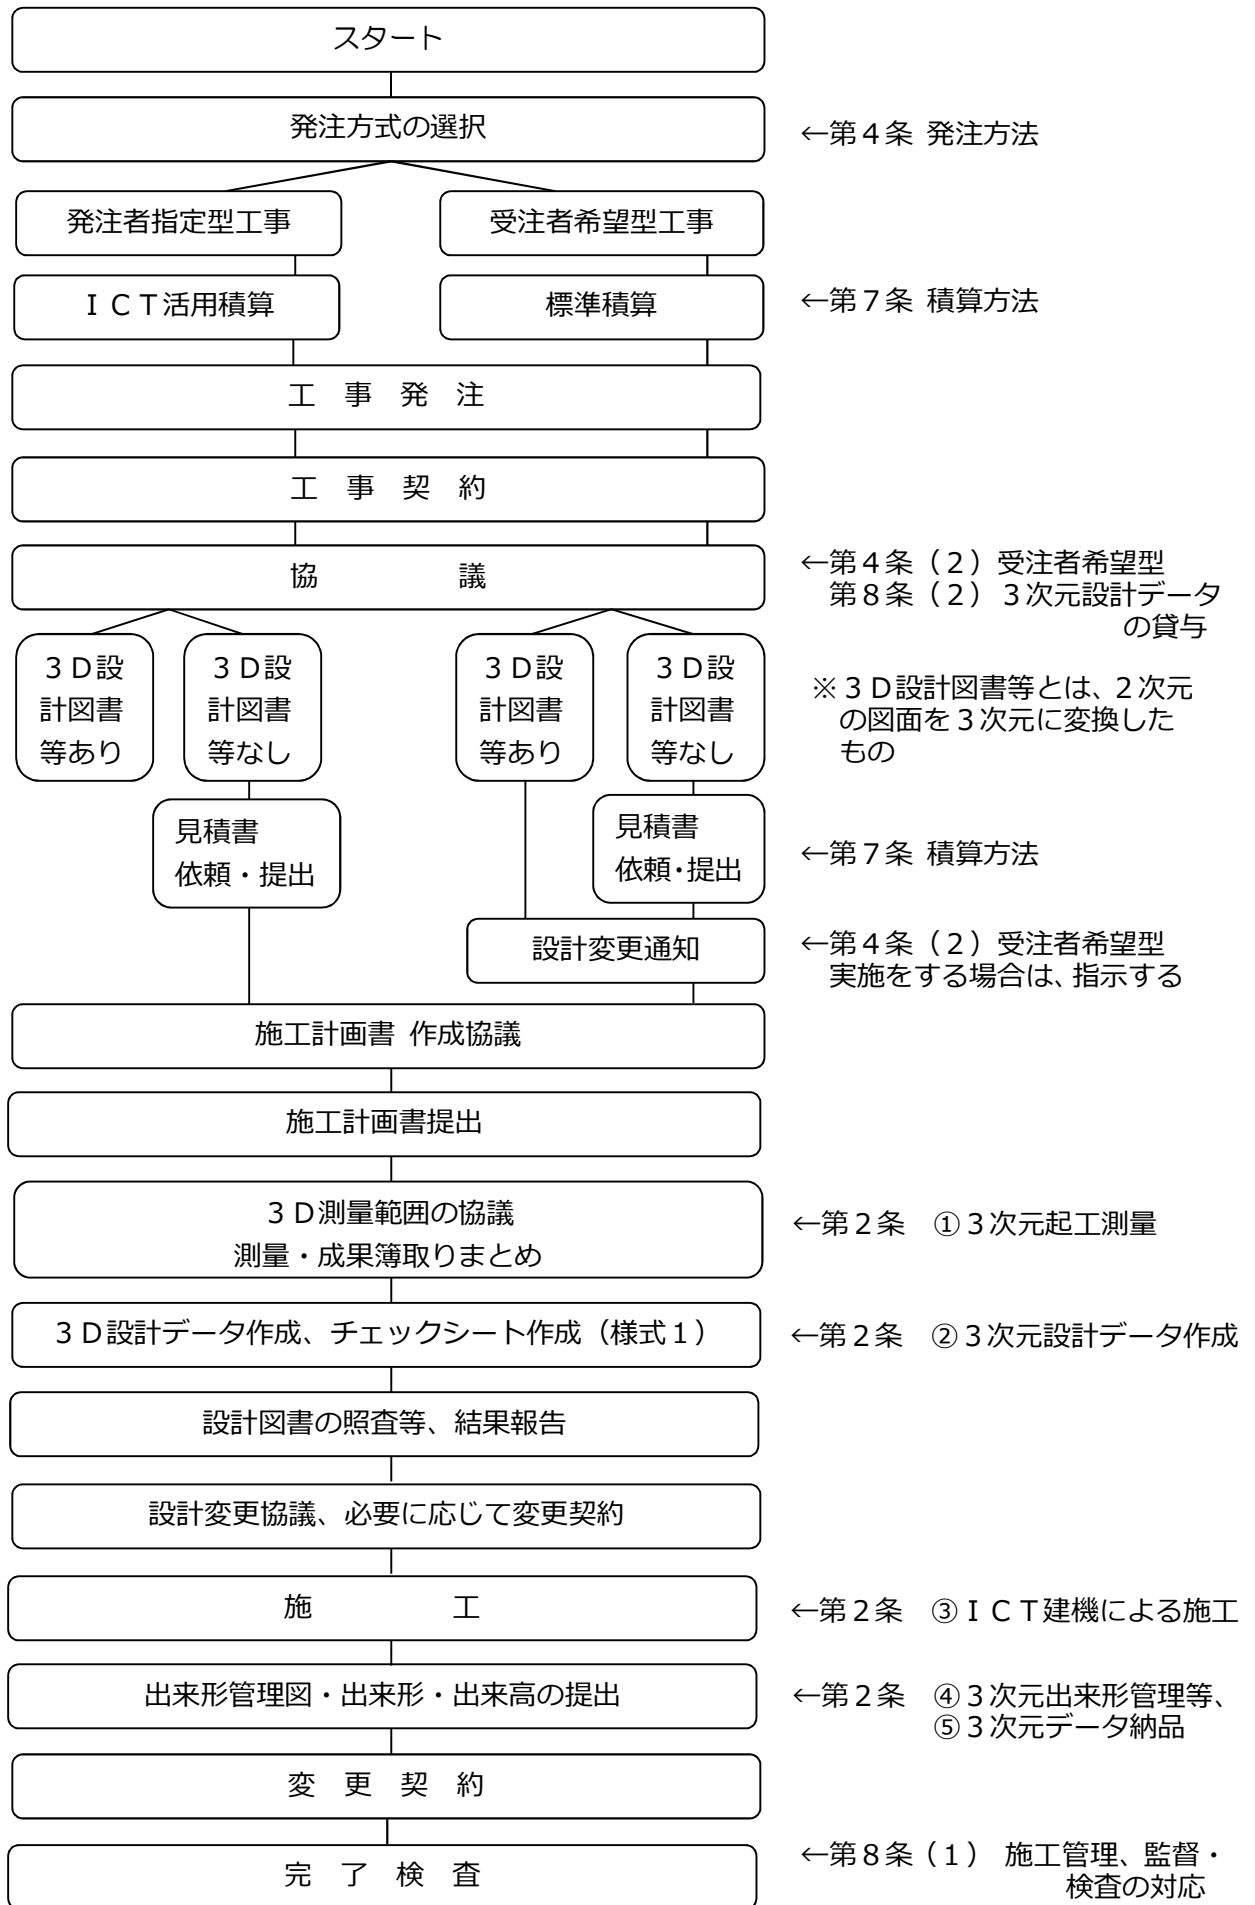 スタート
発注方式の選択
←第４条 発注方法
発注者指定型工事
受注者希望型工事
ＩＣＴ活用積算
標準積算
←第７条 積算方法
工　事　発　注
工　事　契　約
協　　　　　議
←第４条（２）受注者希望型
第８条（２）３次元設計データ
の貸与
３Ｄ設
計図書
等あり
３Ｄ設
計図書
等なし
３Ｄ設
計図書
等あり
３Ｄ設
計図書
等なし
※３Ｄ設計図書等とは、２次元
の図面を３次元に変換した
もの
見積書
依頼・提出
見積書
依頼・提出
←第７条 積算方法
設計変更通知
←第４条（２）受注者希望型
実施をする場合は、指示する
施工計画書 作成協議
施工計画書提出
３Ｄ測量範囲の協議
測量・成果簿取りまとめ
←第２条　①３次元起工測量
３Ｄ設計データ作成、チェックシート作成（様式１）
←第２条　②３次元設計データ作成
設計図書の照査等、結果報告
設計変更協議、必要に応じて変更契約
施　　　　　工
←第２条　③ＩＣＴ建機による施工
出来形管理図・出来形・出来高の提出
←第２条　④３次元出来形管理等、
⑤３次元データ納品
変　更　契　約
完　了　検　査
←第８条（１）　施工管理、監督・
検査の対応